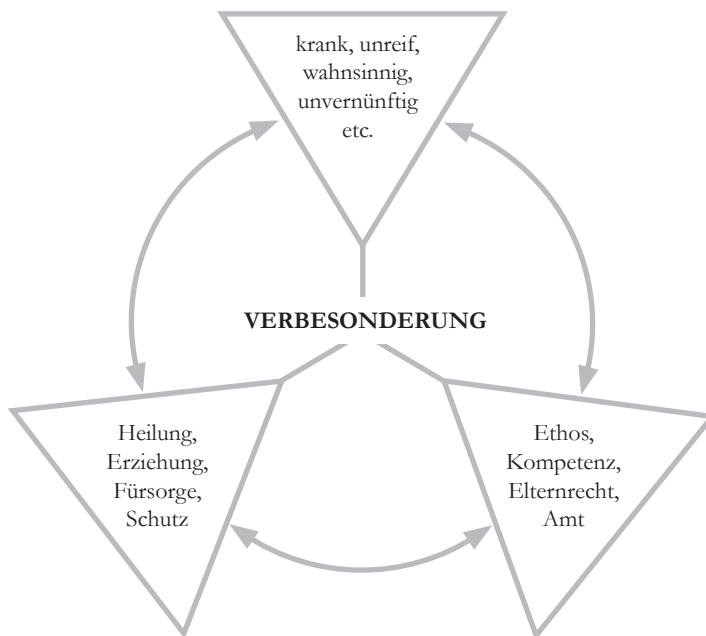 krank, unreif,
wahnsinnig,
unvernünftig
etc.
VERBESONDERUNG
Heilung,
Erziehung,
Fürsorge,
Schutz
Ethos,
Kompetenz,
Elternrecht,
Amt